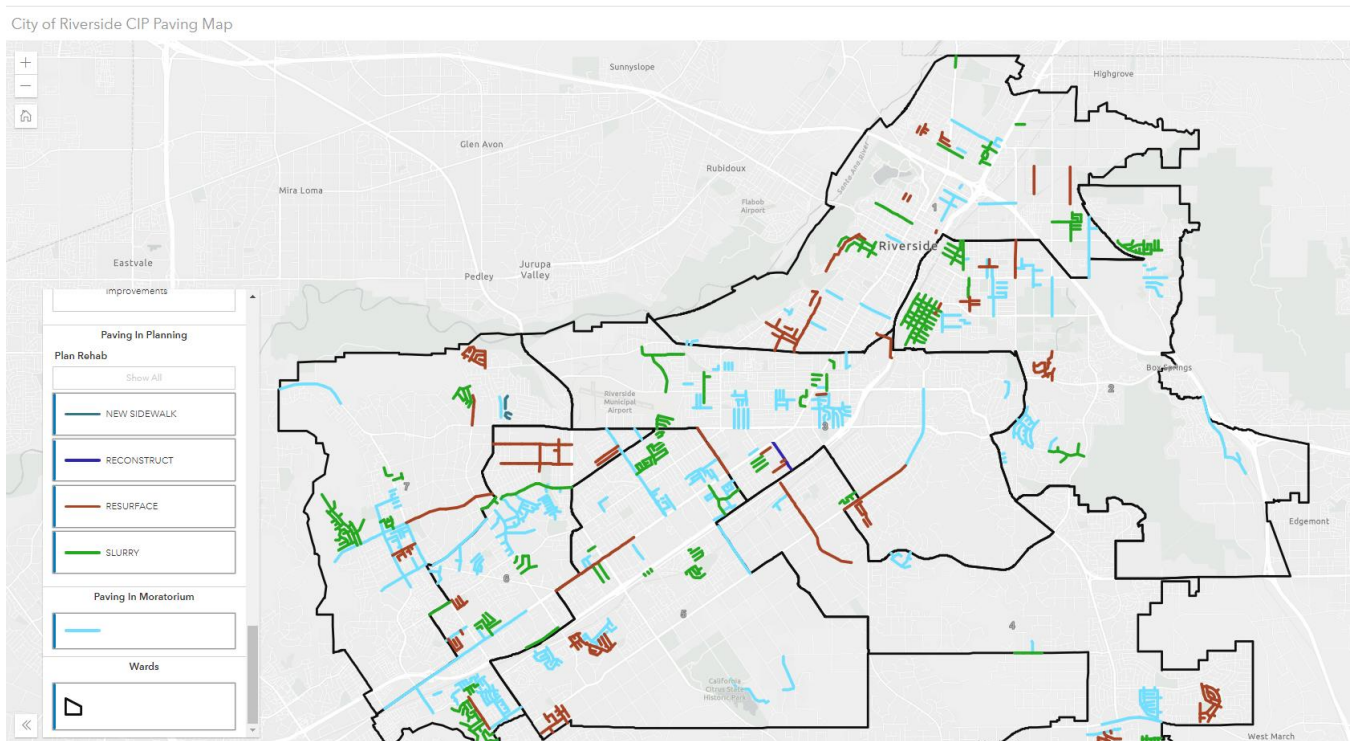 City of Riverside CIP Paving Map
+
−
Sunnyslope
Highgrove
Glen Avon
Rubidoux
Santa Ana River
Mira Loma
Flabob
Airport
1
Riverside
Eastvale
Jurupa
Valley
Pedley
improvements
Paving In Planning
Plan Rehab
Show All
NEW SIDEWALK
RECONSTRUCT
RESURFACE
SLURRY
Paving In Moratorium
Wards
Box Springs
2
Riverside
Municipal
Airport
3
7
Edgemont
6
5
4
California
Citrus State
Historic Park
West March